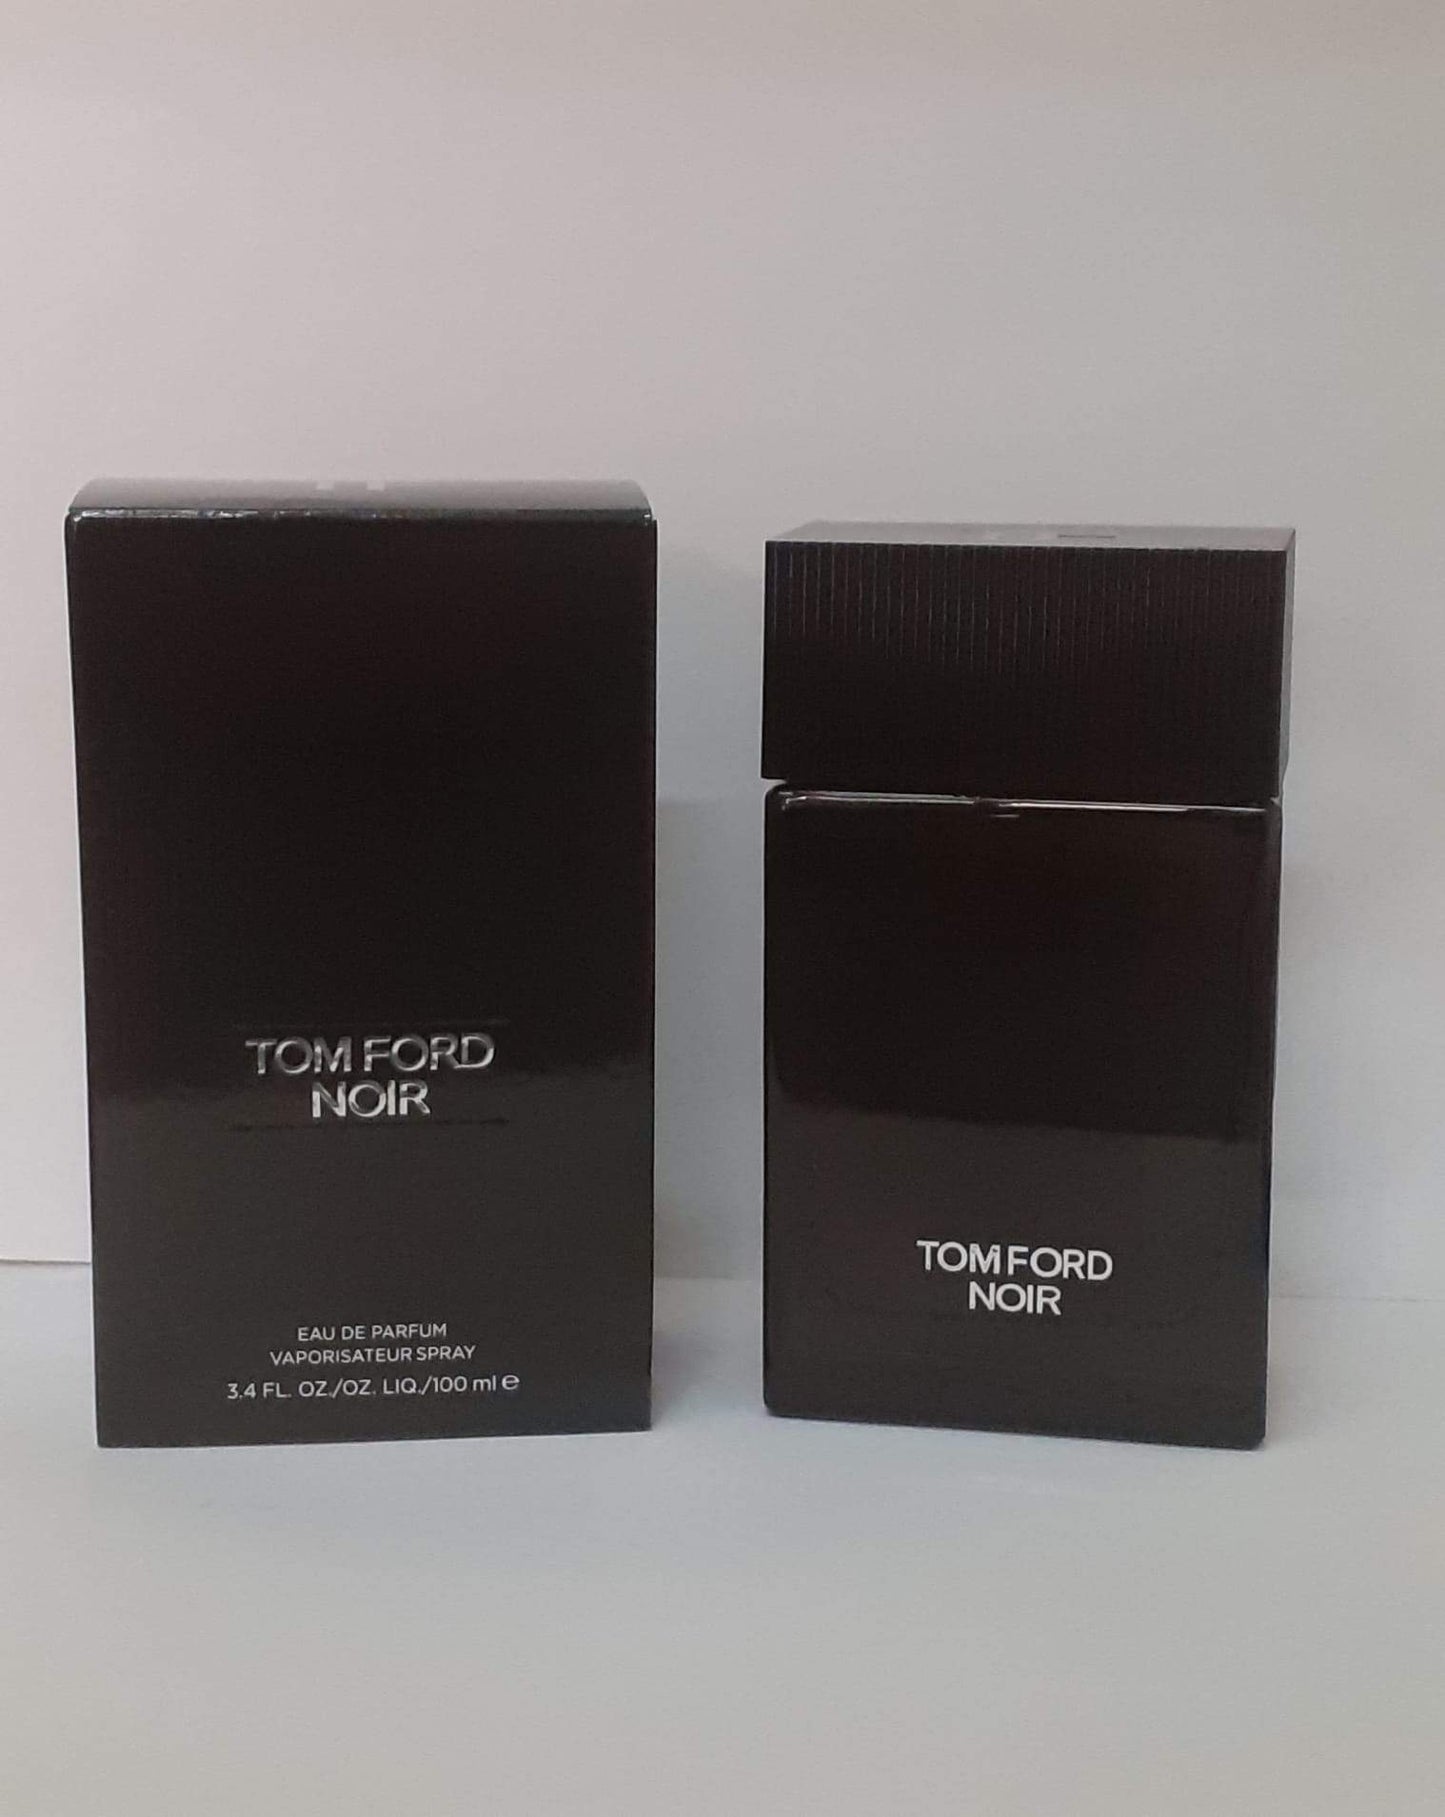 TOM FORD
NOIR
EAU DE PARFUM
VAPORISATEUR SPRAY
3.4 FL. OZ./OZ. LIQ./100 ml ℮
TOM FORD
NOIR